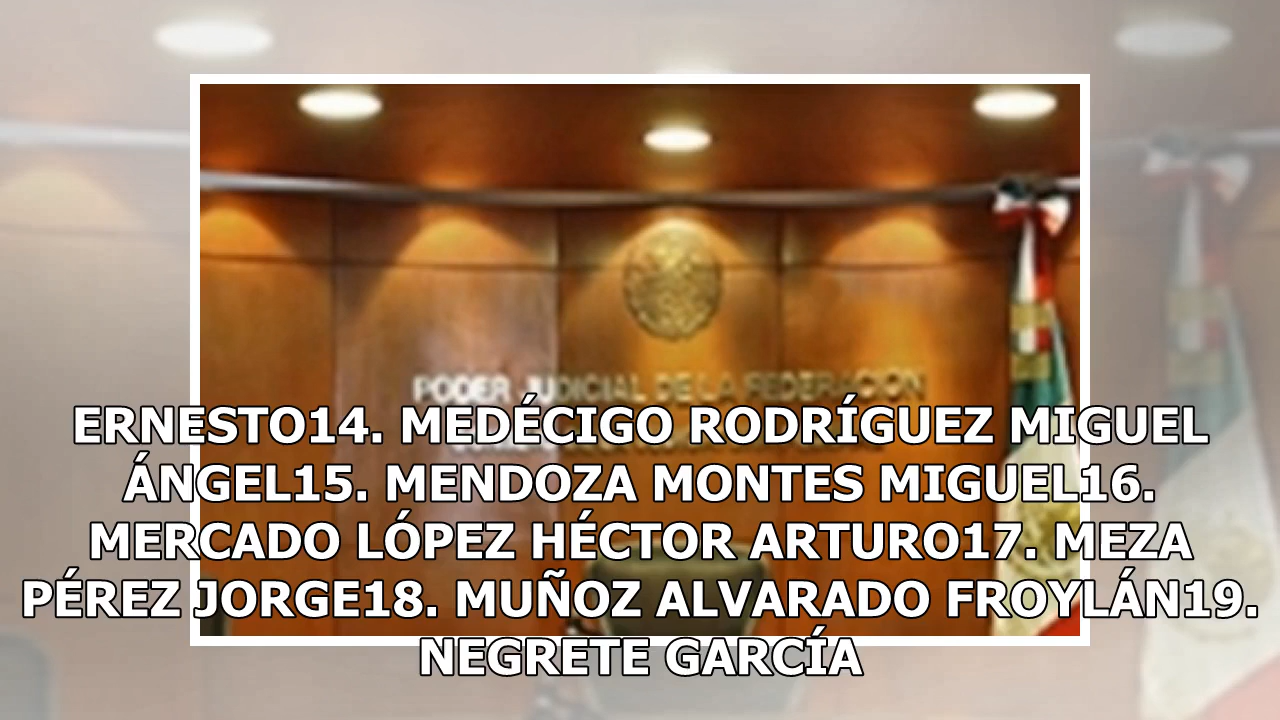 PODER JUDICIAL DE LA FEDERACIÓN
ERNESTO14. MEDÉCIGO RODRÍGUEZ MIGUEL
ÁNGEL15. MENDOZA MONTES MIGUEL16.
MERCADO LÓPEZ HÉCTOR ARTURO17. MEZA
PÉREZ JORGE18. MUÑOZ ALVARADO FROYLÁN19.
NEGRETE GARCÍA